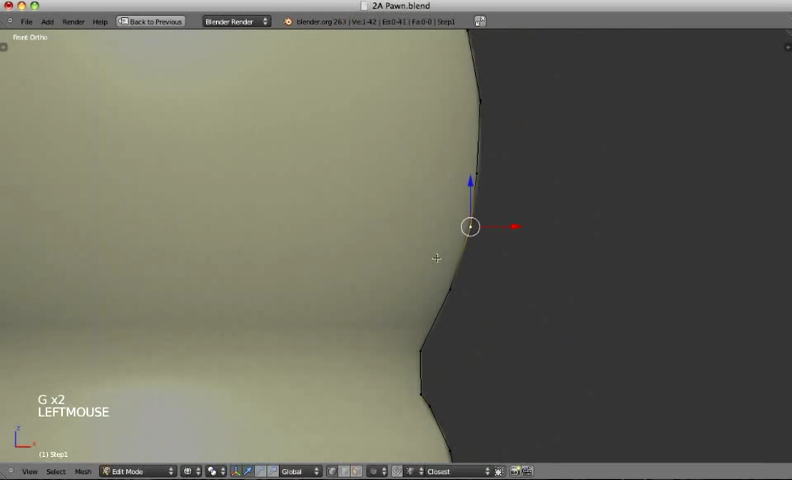 2A Pawn.blend
File Add Render Help Back to Previous Blender Render blender.org 263 | Ve:1-42 | Ed:0-41 | Fa:0-0 | Step1
Front Ortho
G x2
LEFTMOUSE
z
x
(1) Step1
View Select Mesh Edit Mode Global Closest